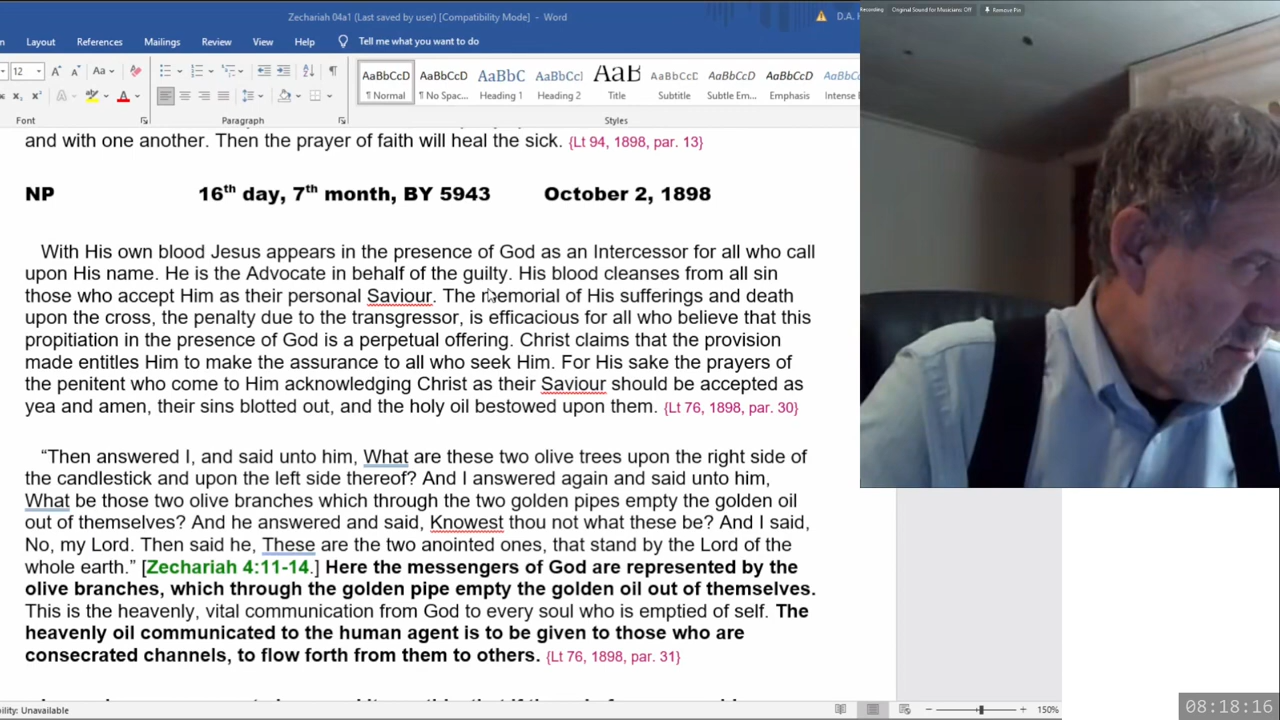 Zechariah 04a1 (Last saved by user) [Compatibility Mode] - Word
D.A.
Recording Original Sound for Musicians: Off Remove Pin
Layout References Mailings Review View Help Tell me what you want to do
12 Aa
AaBbCcD AaBbCcD AaBbC AaBbCcI AaB AaBbCcD AaBbCcD AaBbCcD AaBbCcD
¶ Normal ¶ No Spac... Heading 1 Heading 2 Title Subtitle Subtle Em... Emphasis Intense
Font Paragraph Styles
and with one another. Then the prayer of faith will heal the sick. {Lt 94, 1898, par. 13}
NP 16th day, 7th month, BY 5943 October 2, 1898
With His own blood Jesus appears in the presence of God as an Intercessor for all who call
upon His name. He is the Advocate in behalf of the guilty. His blood cleanses from all sin
those who accept Him as their personal Saviour. The memorial of His sufferings and death
upon the cross, the penalty due to the transgressor, is efficacious for all who believe that this
propitiation in the presence of God is a perpetual offering. Christ claims that the provision
made entitles Him to make the assurance to all who seek Him. For His sake the prayers of
the penitent who come to Him acknowledging Christ as their Saviour should be accepted as
yea and amen, their sins blotted out, and the holy oil bestowed upon them. {Lt 76, 1898, par. 30}
“Then answered I, and said unto him, What are these two olive trees upon the right side of
the candlestick and upon the left side thereof? And I answered again and said unto him,
What be those two olive branches which through the two golden pipes empty the golden oil
out of themselves? And he answered and said, Knowest thou not what these be? And I said,
No, my Lord. Then said he, These are the two anointed ones, that stand by the Lord of the
whole earth.” [Zechariah 4:11-14.] Here the messengers of God are represented by the
olive branches, which through the golden pipe empty the golden oil out of themselves.
This is the heavenly, vital communication from God to every soul who is emptied of self. The
heavenly oil communicated to the human agent is to be given to those who are
consecrated channels, to flow forth from them to others. {Lt 76, 1898, par. 31}
bility: Unavailable
150%
08:18:16